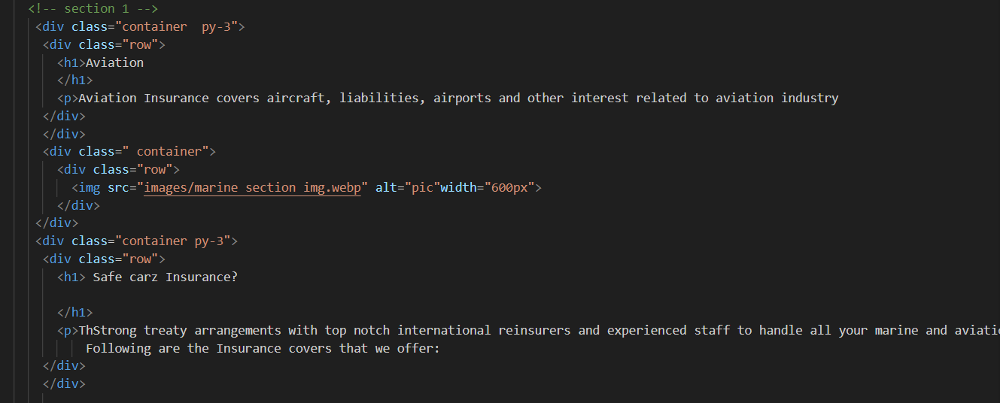 <!-- section 1 -->
<div class="container  py-3">
<div class="row">
<h1>Aviation
</h1>
<p>Aviation Insurance covers aircraft, liabilities, airports and other interest related to aviation industry
</div>
</div>
<div class=" container">
<div class="row">
<img src="images/marine section img.webp" alt="pic"width="600px">
</div>
</div>
<div class="container py-3">
<div class="row">
<h1> Safe carz Insurance?
</h1>
<p>ThStrong treaty arrangements with top notch international reinsurers and experienced staff to handle all your marine and aviati
Following are the Insurance covers that we offer:
</div>
</div>